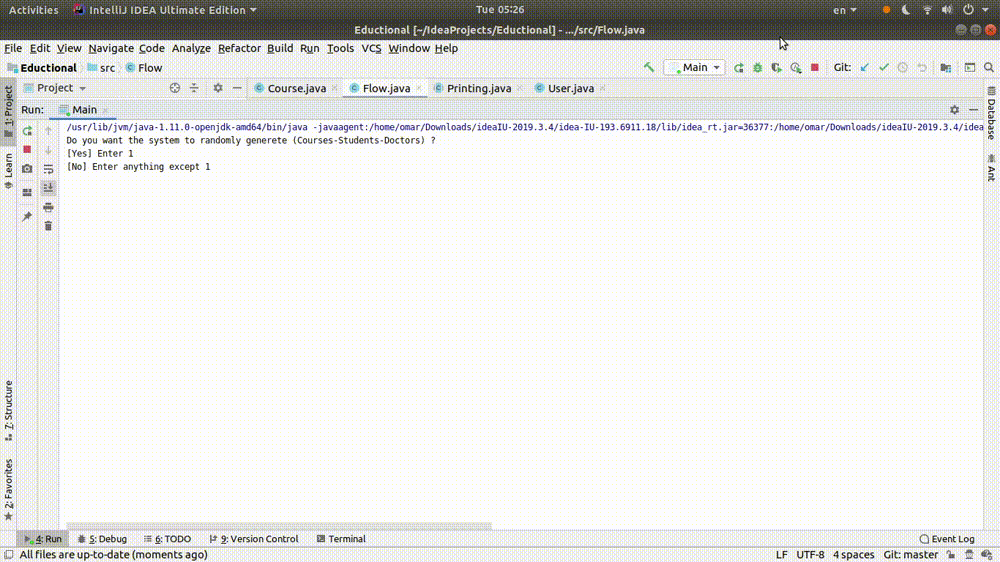 Activities IntelliJ IDEA Ultimate Edition Tue 05:26 en
Eductional [~/IdeaProjects/Eductional] - .../src/Flow.java
File Edit View Navigate Code Analyze Refactor Build Run Tools VCS Window Help
Eductional src Flow Main Git:
1: Project
Project Course.java Flow.java Printing.java User.java
Run: Main
/usr/lib/jvm/java-1.11.0-openjdk-amd64/bin/java -javaagent:/home/omar/Downloads/ideaIU-2019.3.4/idea-IU-193.6911.18/lib/idea_rt.jar=36377:/home/omar/Downloads/ideaIU-2019.3.4/idea
Do you want the system to randomly generete (Courses-Students-Doctors) ?
[Yes] Enter 1
[No] Enter anything except 1
Learn
Database
Ant
7: Structure
2: Favorites
4: Run 5: Debug 6: TODO 9: Version Control Terminal Event Log
All files are up-to-date (moments ago) LF UTF-8 4 spaces Git: master